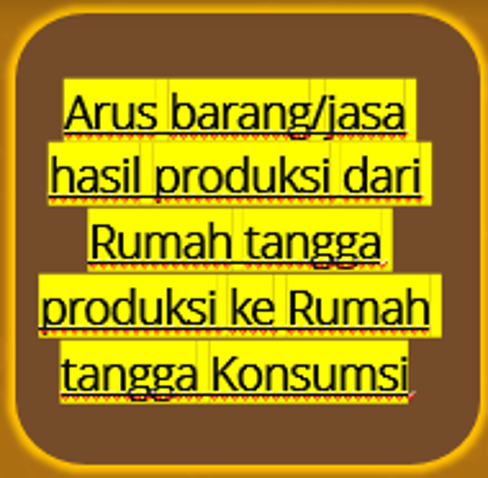 Arus barang/jasa
hasil produksi dari
Rumah tangga
produksi ke Rumah
tangga Konsumsi